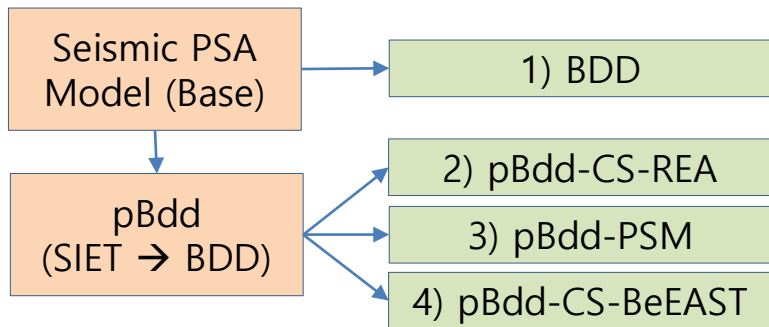 Seismic PSA
Model (Base)
1) BDD
pBdd
(SIET → BDD)
2) pBdd-CS-REA
3) pBdd-PSM
4) pBdd-CS-BeEAST